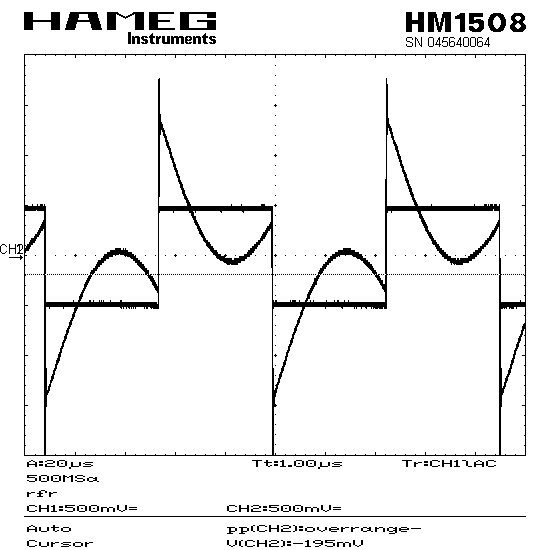 HAMEG
Instruments
HM1508
SN 045640064
CH1
A:20µs Tt:1.00µs Tr:CH1⅂AC
500MSa
rfr
CH1:500mV= CH2:500mV=
Auto pp(CH2):overrange-
Cursor V(CH2):-195mV